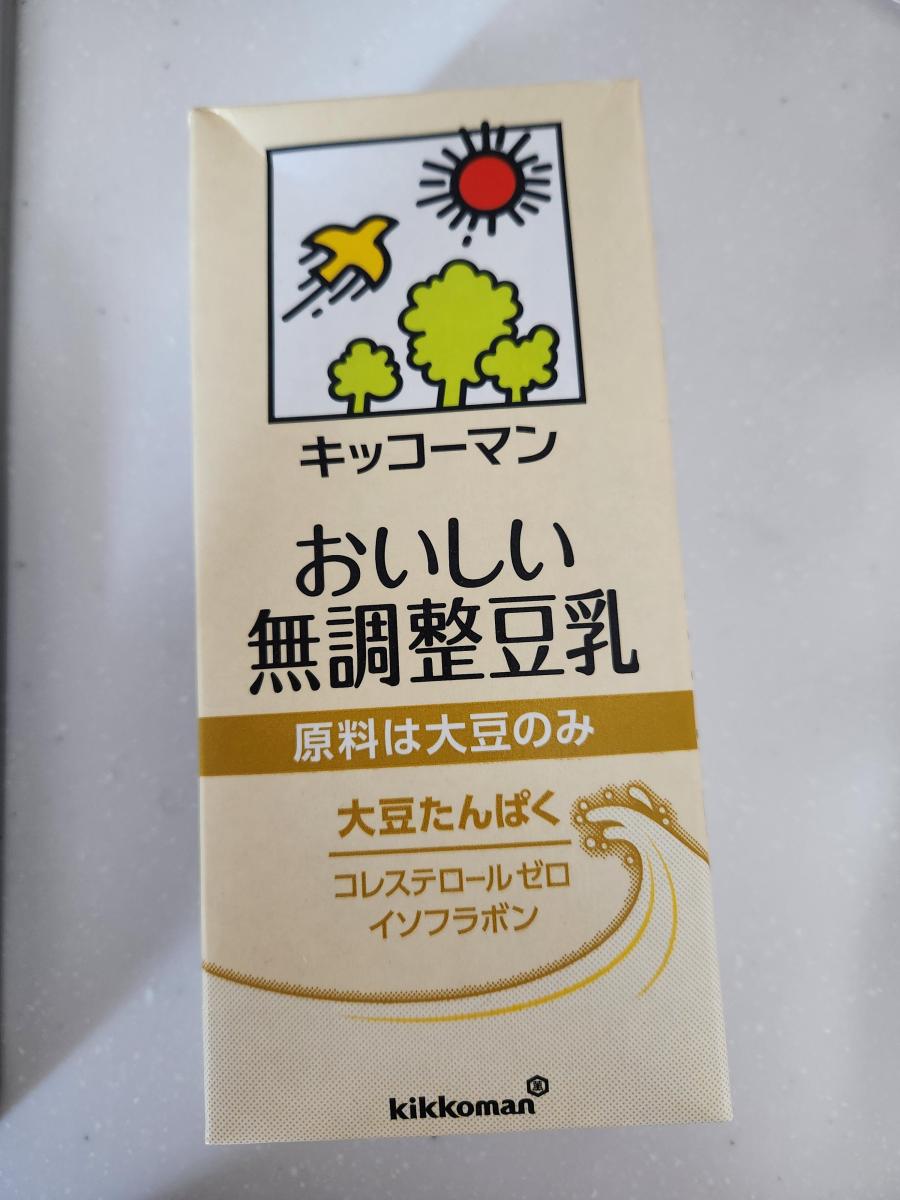 キッコーマン
おいしい
無調整豆乳
原料は大豆のみ
大豆たんぱく
コレステロール ゼロ
イソフラボン
kikkoman